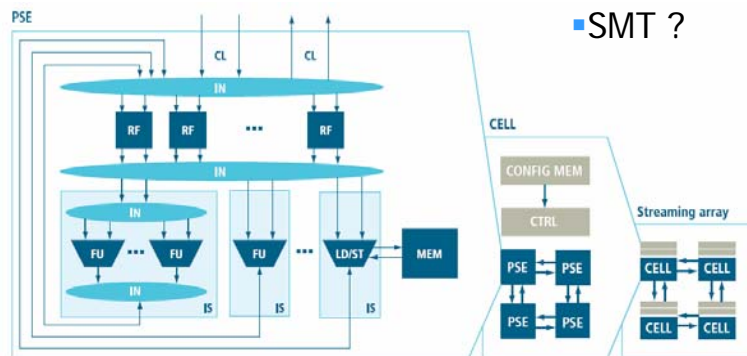 PSE
▪SMT ?
CL CL
IN
RF RF ▪▪▪ RF
CELL
IN
CONFIG MEM
IN
CTRL
Streaming array
FU ▪▪▪ FU FU ▪▪▪ LD/ST MEM
PSE PSE
CELL CELL
IN
IS IS IS
PSE PSE
CELL CELL